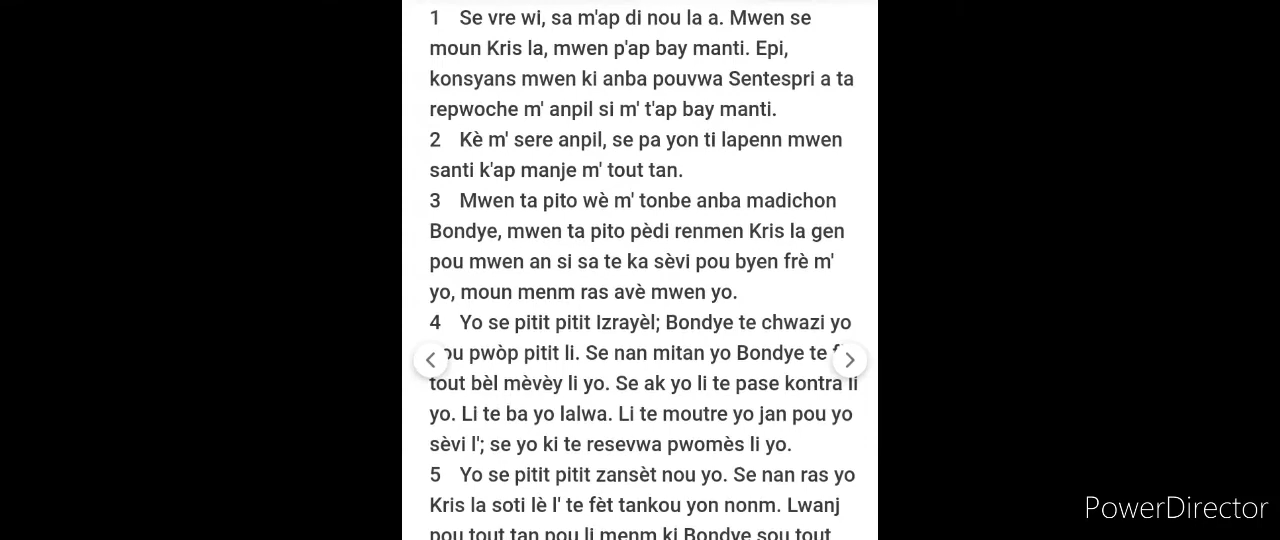 1 Se vre wi, sa m'ap di nou la a. Mwen se
moun Kris la, mwen p'ap bay manti. Epi,
konsyans mwen ki anba pouvwa Sentespri a ta
repwoche m' anpil si m' t'ap bay manti.
2 Kè m' sere anpil, se pa yon ti lapenn mwen
santi k'ap manje m' tout tan.
3 Mwen ta pito wè m' tonbe anba madichon
Bondye, mwen ta pito pèdi renmen Kris la gen
pou mwen an si sa te ka sèvi pou byen frè m'
yo, moun menm ras avè mwen yo.
4 Yo se pitit pitit Izrayèl; Bondye te chwazi yo
pwòp pitit li. Se nan mitan yo Bondye te
tout bèl mèvèy li yo. Se ak yo li te pase kontra li
yo. Li te ba yo lalwa. Li te moutre yo jan pou yo
sèvi l'; se yo ki te resevwa pwomès li yo.
5 Yo se pitit pitit zansèt nou yo. Se nan ras yo
Kris la soti lè l' te fèt tankou yon nonm. Lwanj
pou tout tan pou li menm ki Bondye sou tout
PowerDirector